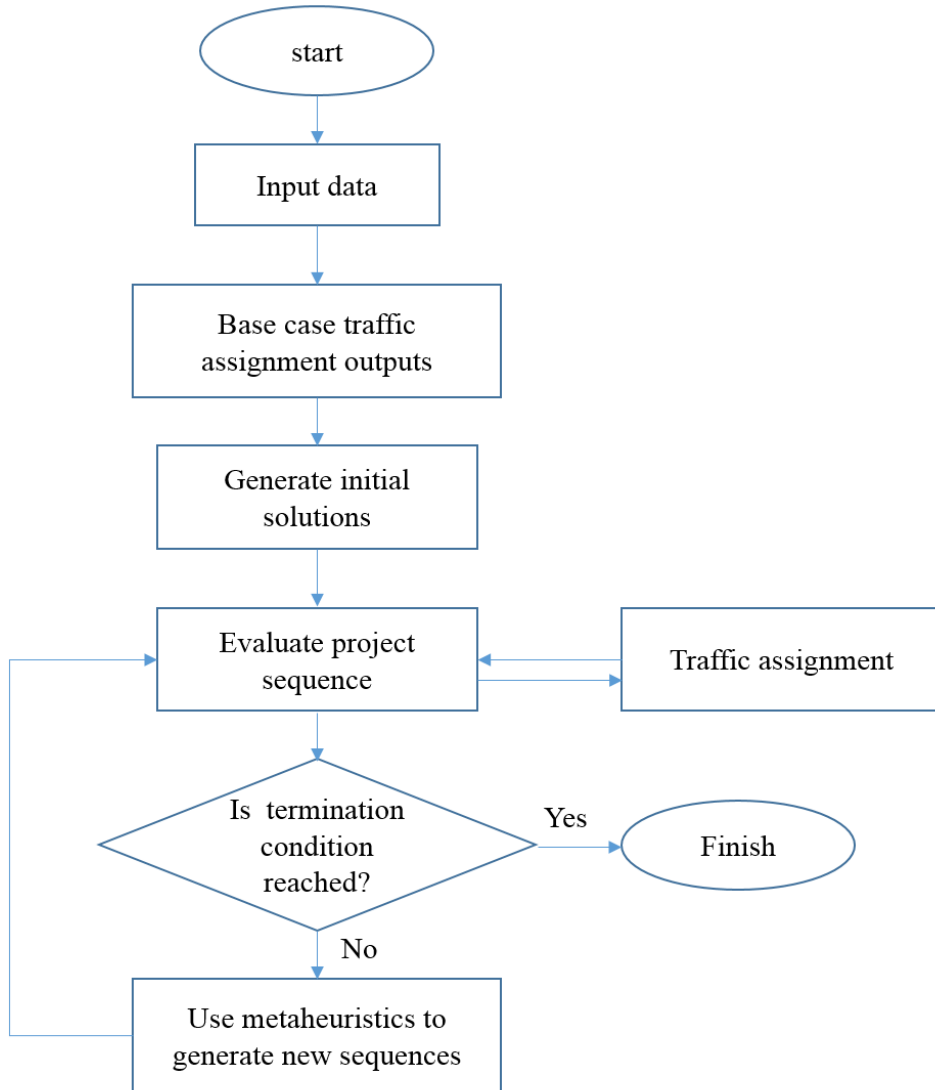 start
Input data
Base case traffic
assignment outputs
Generate initial
solutions
Evaluate project
sequence
Traffic assignment
Is termination
condition
reached?
Yes
Finish
No
Use metaheuristics to
generate new sequences